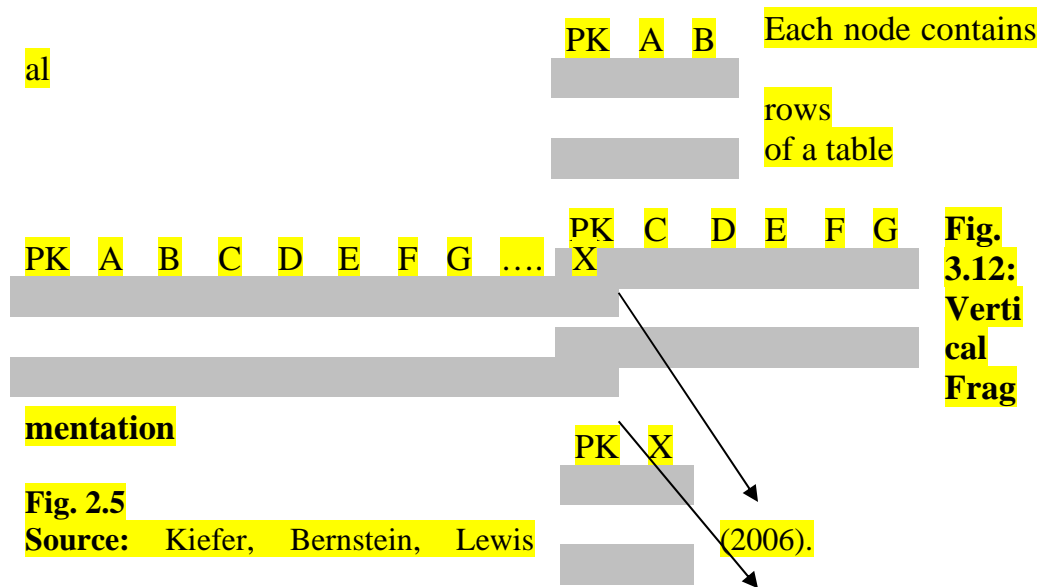 PK A B
Each node contains
al
rows
of a table
PK C D E F G
PK A B C D E F G …. X
Fig.
3.12:
Verti
cal
Frag
mentation
PK X
Fig. 2.5
Source: Kiefer, Bernstein, Lewis (2006).